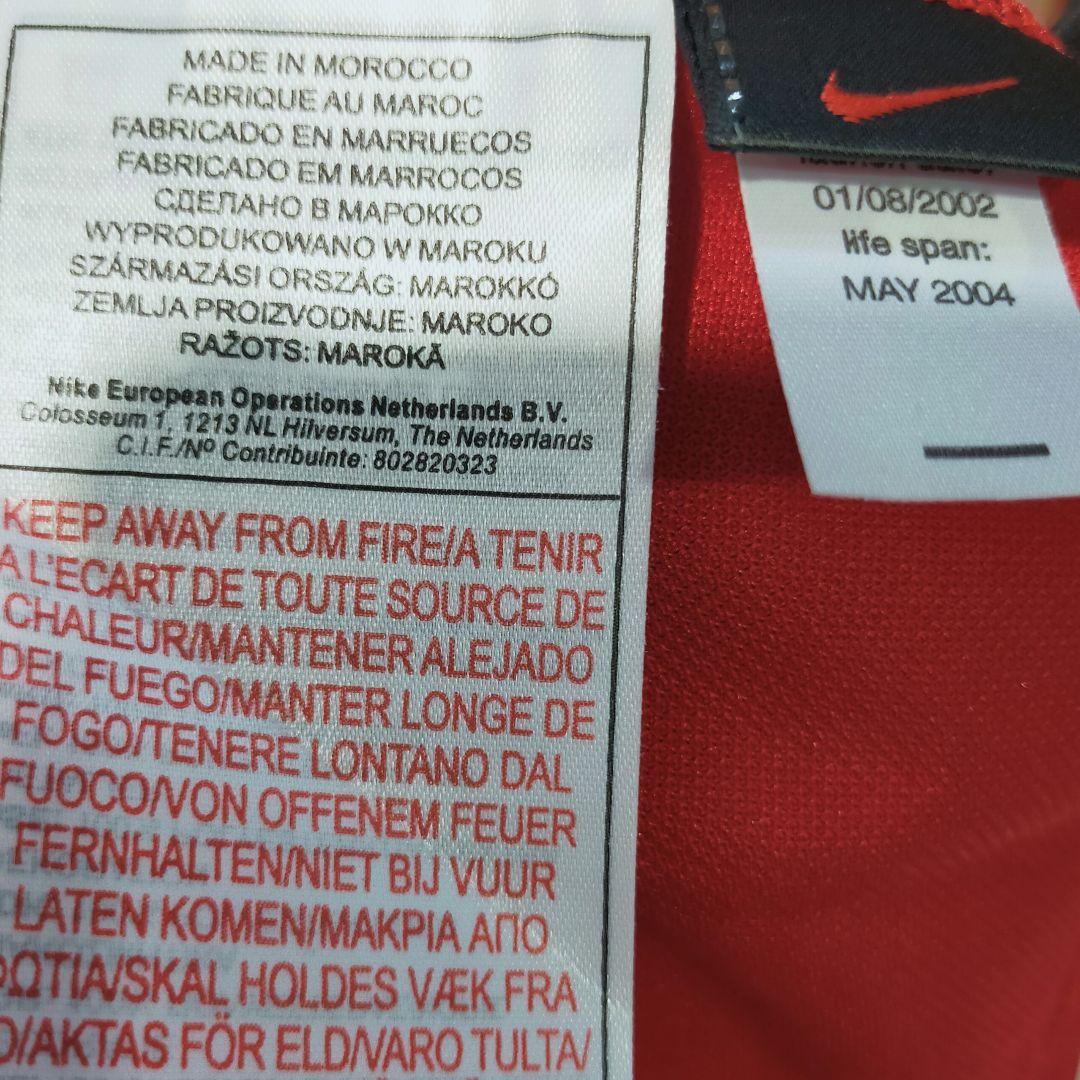 MADE IN MOROCCO
FABRIQUE AU MAROC
FABRICADO EN MARRUECOS
FABRICADO EM MARROCOS
СДЕЛАНО В МАРОККО
WYPRODUKOWANO W MAROKU
SZÁRMAZÁSI ORSZÁG: MAROKKÓ
ZEMLJA PROIZVODNJE: MAROKO
RAŽOTS: MAROKĀ
Nike European Operations Netherlands B.V.
Colosseum 1, 1213 NL Hilversum, The Netherlands
C.I.F./Nº Contribuinte: 802820323
KEEP AWAY FROM FIRE/A TENIR
A L'ECART DE TOUTE SOURCE DE
CHALEUR/MANTENER ALEJADO
DEL FUEGO/MANTER LONGE DE
FOGO/TENERE LONTANO DAL
FUOCO/VON OFFENEM FEUER
FERNHALTEN/NIET BIJ VUUR
LATEN KOMEN/ΜΑΚΡΙΑ ΑΠΟ
ΦΩΤΙΑ/SKAL HOLDES VÆK FRA
/AKTAS FÖR ELD/VARO TULTA/
01/08/2002
life span:
MAY 2004